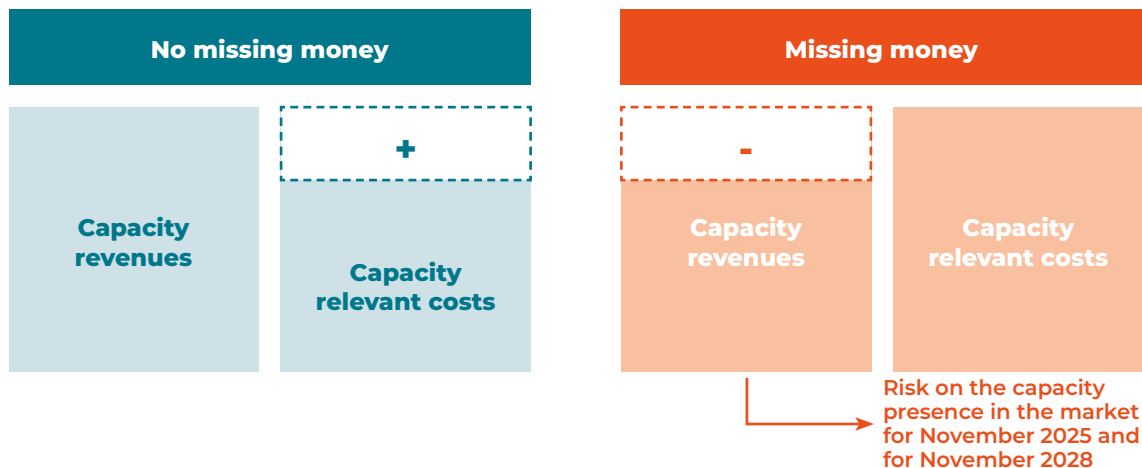 No missing money
+
Capacity
revenues
Capacity
relevant costs
Missing money
-
Capacity
revenues
Capacity
relevant costs
Risk on the capacity
presence in the market
for November 2025 and
for November 2028